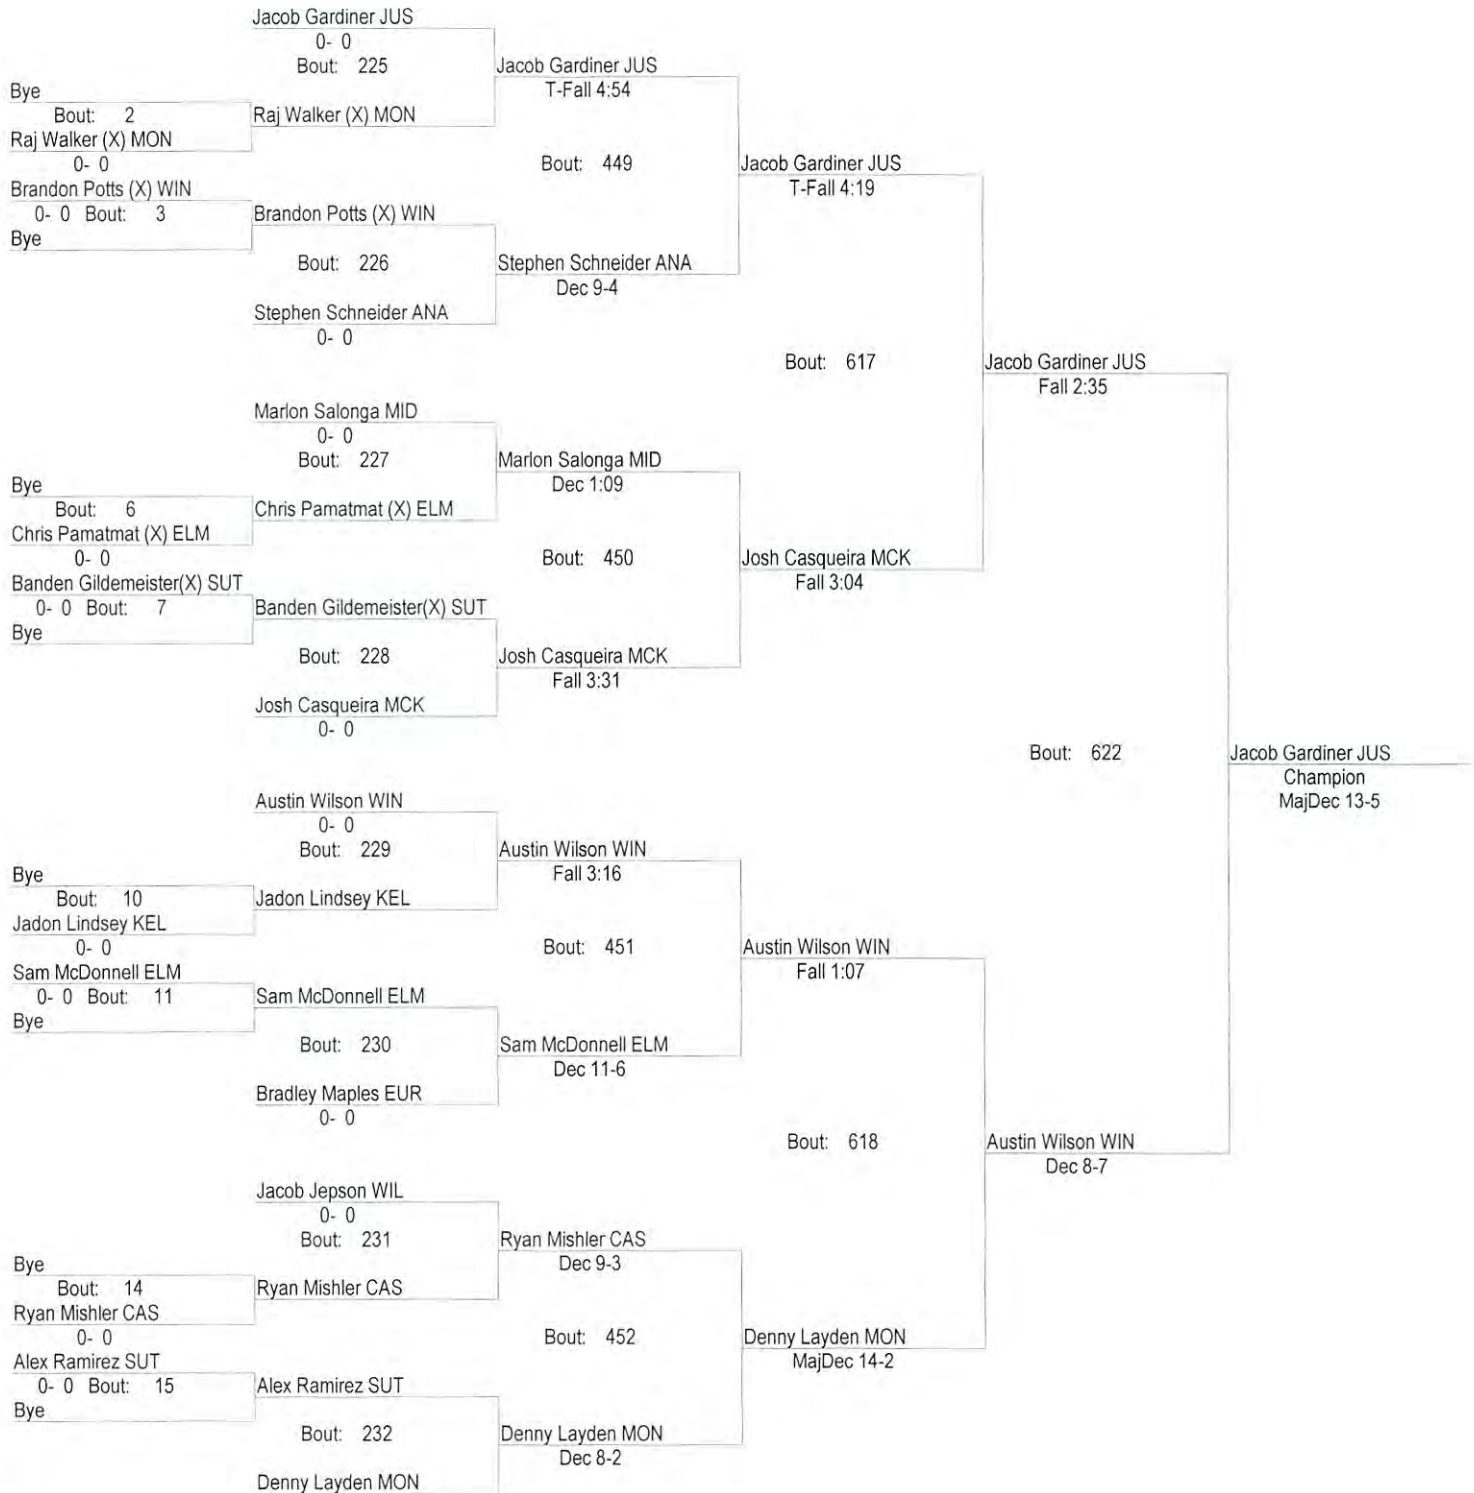 Jacob Gardiner JUS
0- 0
Bout: 225
Jacob Gardiner JUS
T-Fall 4:54
Bye
Bout: 2
Raj Walker (X) MON
Raj Walker (X) MON
0- 0
Bout: 449
Jacob Gardiner JUS
T-Fall 4:19
Brandon Potts (X) WIN
0- 0 Bout: 3
Brandon Potts (X) WIN
Bye
Bout: 226
Stephen Schneider ANA
Dec 9-4
Stephen Schneider ANA
0- 0
Bout: 617
Jacob Gardiner JUS
Fall 2:35
Marlon Salonga MID
0- 0
Bout: 227
Marlon Salonga MID
Dec 1:09
Bye
Bout: 6
Chris Pamatmat (X) ELM
Chris Pamatmat (X) ELM
0- 0
Bout: 450
Josh Casqueira MCK
Fall 3:04
Banden Gildemeister(X) SUT
0- 0 Bout: 7
Banden Gildemeister(X) SUT
Bye
Bout: 228
Josh Casqueira MCK
Fall 3:31
Josh Casqueira MCK
0- 0
Bout: 622
Jacob Gardiner JUS
Champion
MajDec 13-5
Austin Wilson WIN
0- 0
Bout: 229
Austin Wilson WIN
Fall 3:16
Bye
Bout: 10
Jadon Lindsey KEL
Jadon Lindsey KEL
0- 0
Bout: 451
Austin Wilson WIN
Fall 1:07
Sam McDonnell ELM
0- 0 Bout: 11
Sam McDonnell ELM
Bye
Bout: 230
Sam McDonnell ELM
Dec 11-6
Bradley Maples EUR
0- 0
Bout: 618
Austin Wilson WIN
Dec 8-7
Jacob Jepson WIL
0- 0
Bout: 231
Ryan Mishler CAS
Dec 9-3
Bye
Bout: 14
Ryan Mishler CAS
Ryan Mishler CAS
0- 0
Bout: 452
Denny Layden MON
MajDec 14-2
Alex Ramirez SUT
0- 0 Bout: 15
Alex Ramirez SUT
Bye
Bout: 232
Denny Layden MON
Dec 8-2
Denny Layden MON